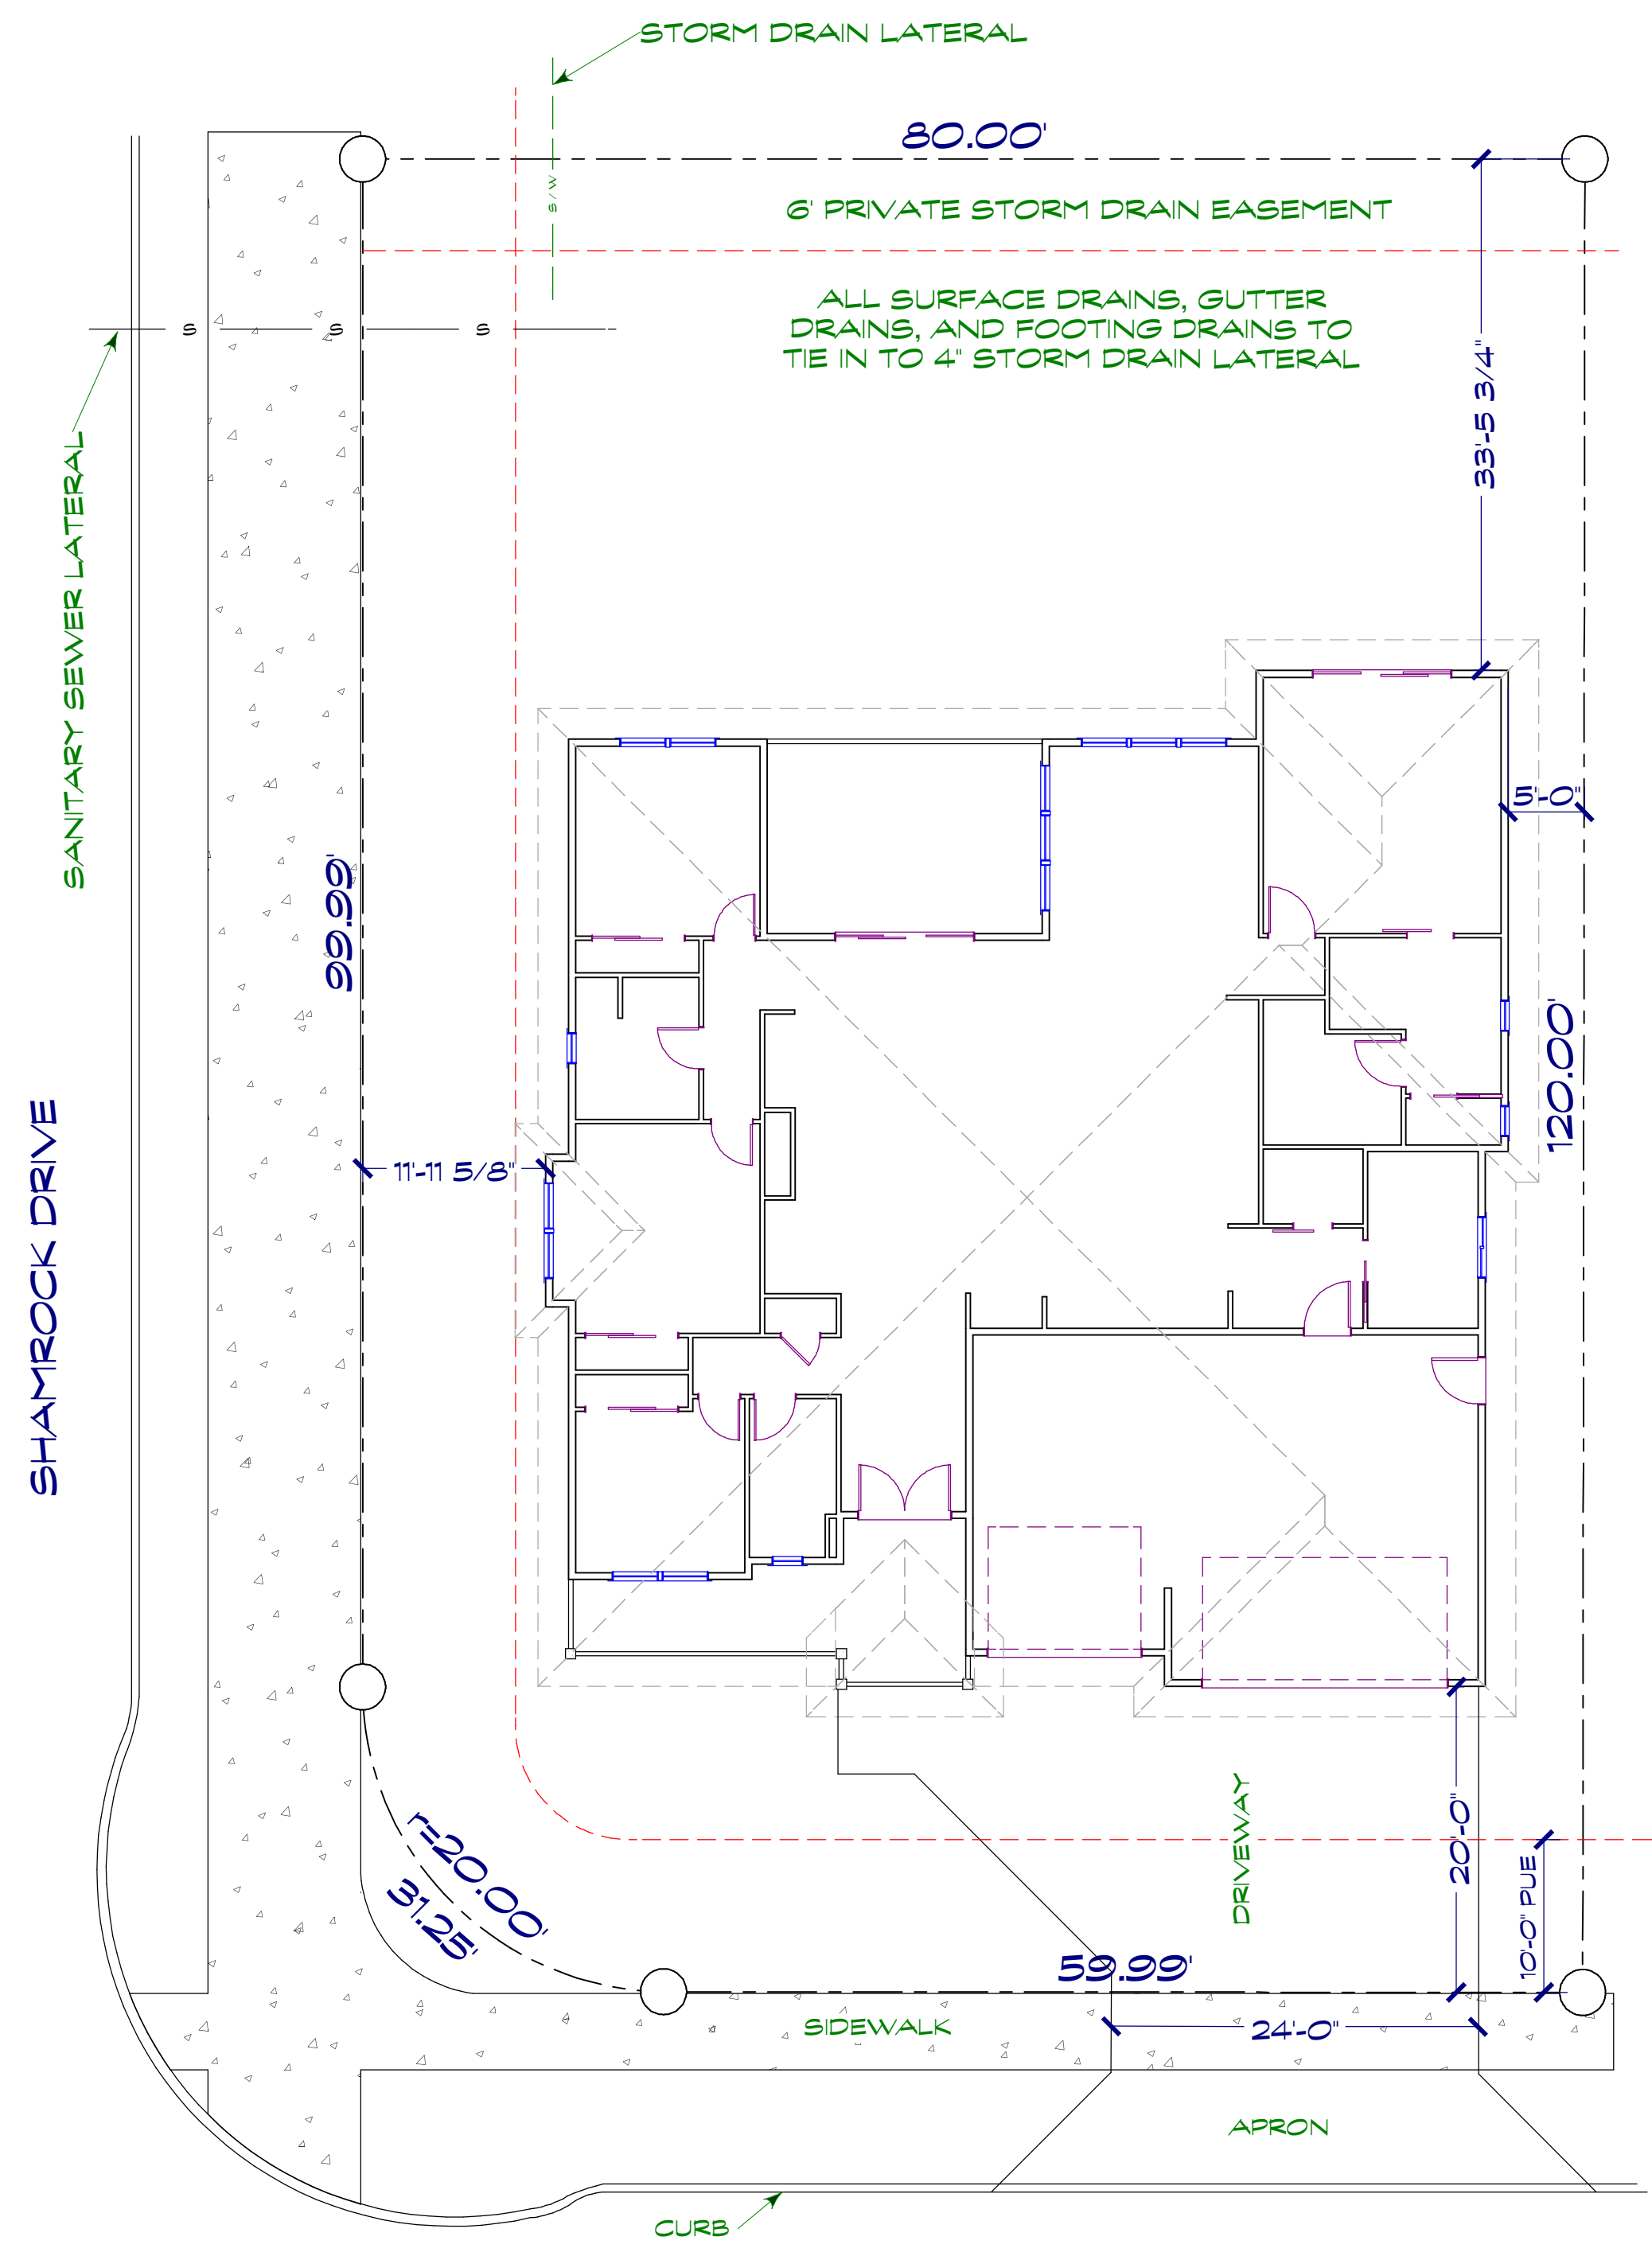 STORM DRAIN LATERAL
80.00'
S/W
6' PRIVATE STORM DRAIN EASEMENT
ALL SURFACE DRAINS, GUTTER
DRAINS, AND FOOTING DRAINS TO
TIE IN TO 4" STORM DRAIN LATERAL
S S S
33'-5 3/4"
SANITARY SEWER LATERAL
5'-0"
99.99'
120.00'
11'-11 5/8"
SHAMROCK DRIVE
DRIVEWAY
20'-0"
10'-0" PUE
r=20.00'
31.25'
59.99'
SIDEWALK
24'-0"
APRON
CURB